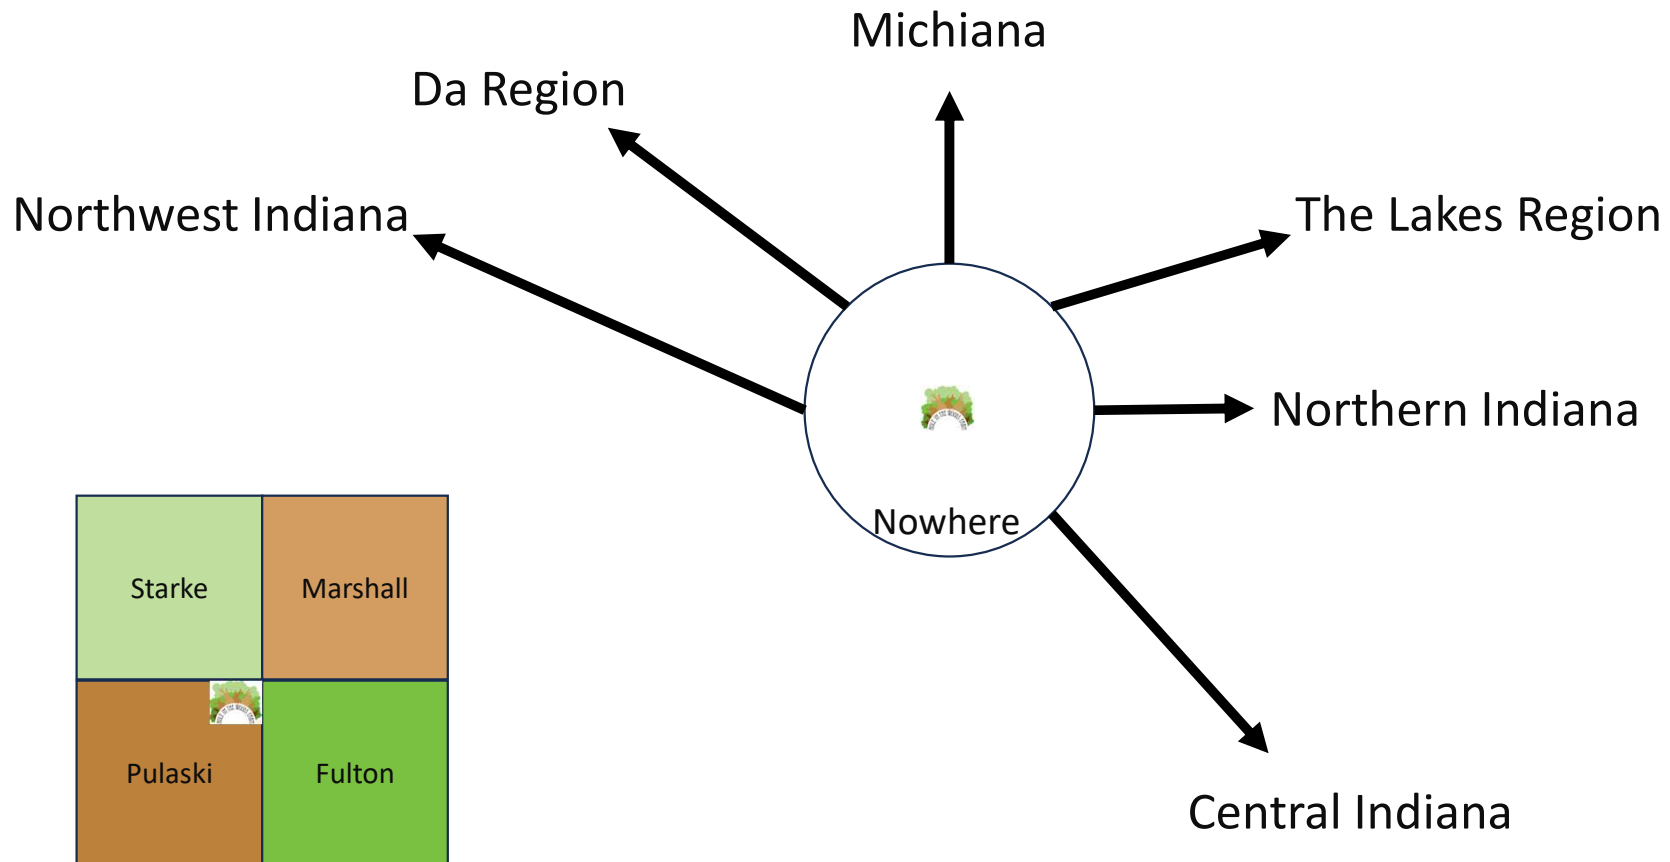 Michiana
Da Region
Northwest Indiana
The Lakes Region
Northern Indiana
Nowhere
Central Indiana
Starke
Marshall
Pulaski
Fulton